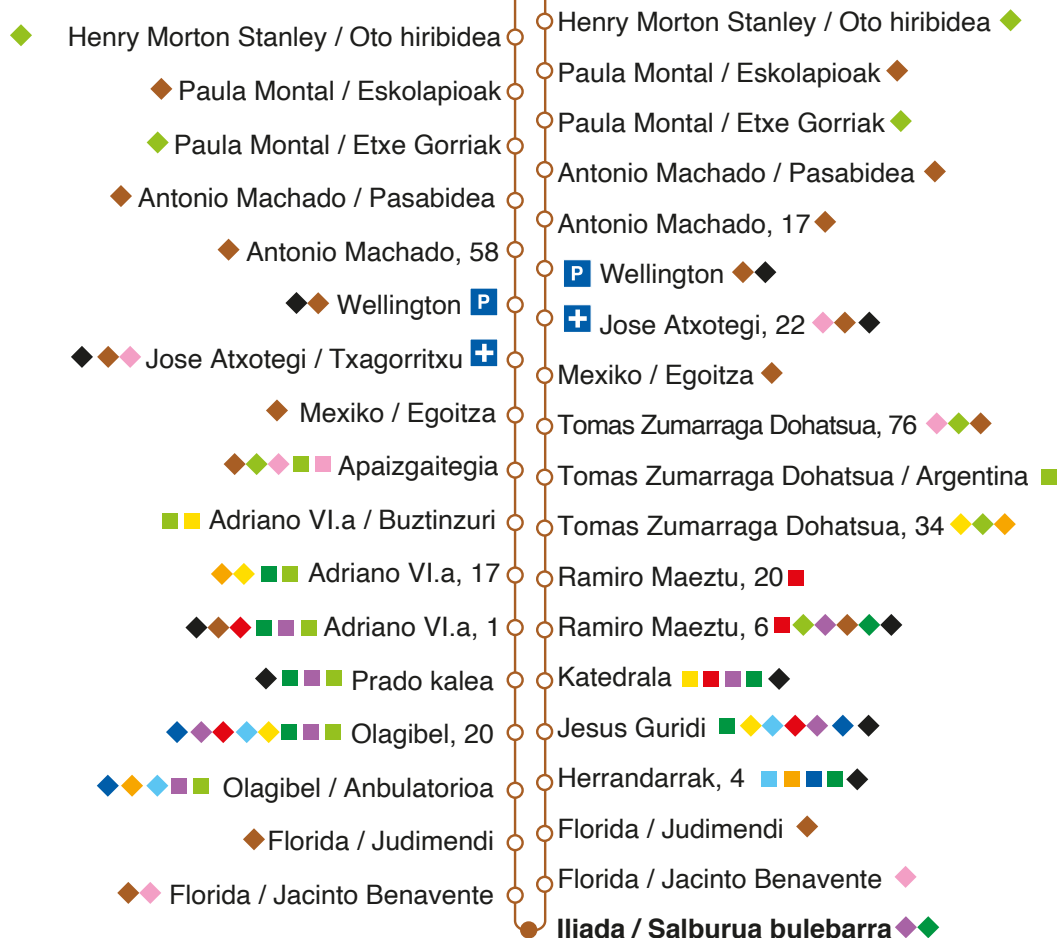 Henry Morton Stanley / Oto hiribidea
Paula Montal / Eskolapioak
Paula Montal / Etxe Gorriak
Antonio Machado / Pasabidea
Antonio Machado, 58
Wellington P
Jose Atxotegi / Txagorritxu
Mexiko / Egoitza
Apaizgaitegia
Adriano VI.a / Buztinzuri
Adriano VI.a, 17
Adriano VI.a, 1
Prado kalea
Olagibel, 20
Olagibel / Anbulatorioa
Florida / Judimendi
Florida / Jacinto Benavente
Henry Morton Stanley / Oto hiribidea
Paula Montal / Eskolapioak
Paula Montal / Etxe Gorriak
Antonio Machado / Pasabidea
Antonio Machado, 17
P Wellington
Jose Atxotegi, 22
Mexiko / Egoitza
Tomas Zumarraga Dohatsua, 76
Tomas Zumarraga Dohatsua / Argentina
Tomas Zumarraga Dohatsua, 34
Ramiro Maeztu, 20
Ramiro Maeztu, 6
Katedrala
Jesus Guridi
Herrandarrak, 4
Florida / Judimendi
Florida / Jacinto Benavente
Iliada / Salburua bulebarra